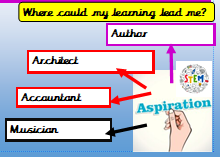 Where could my learning lead me?
Author
Architect
STEM
Accountant
Aspiration
Musician